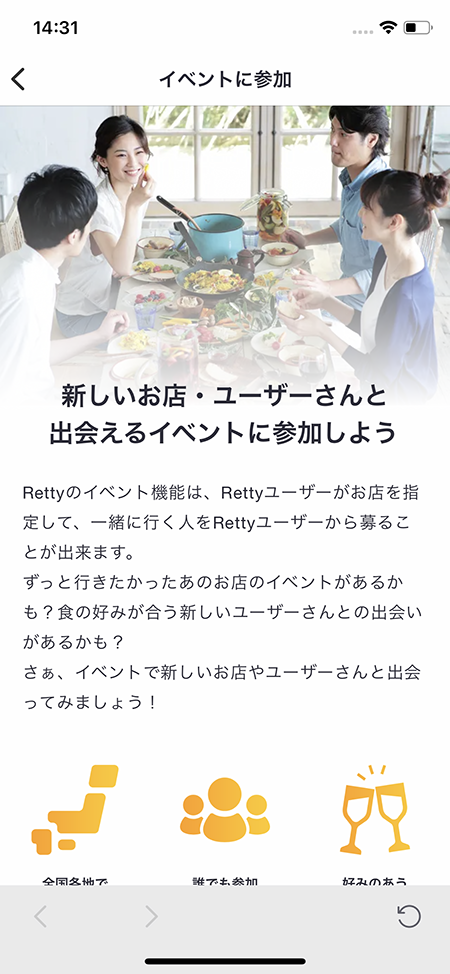 14:31
イベントに参加
新しいお店・ユーザーさんと
出会えるイベントに参加しよう
Rettyのイベント機能は、Rettyユーザーがお店を指
定して、一緒に行く人をRettyユーザーから募るこ
とが出来ます。
ずっと行きたかったあのお店のイベントがあるか
も？食の好みが合う新しいユーザーさんとの出会い
があるかも？
さぁ、イベントで新しいお店やユーザーさんと出会
ってみましょう！
全国各地で
誰でも参加
好みのあう